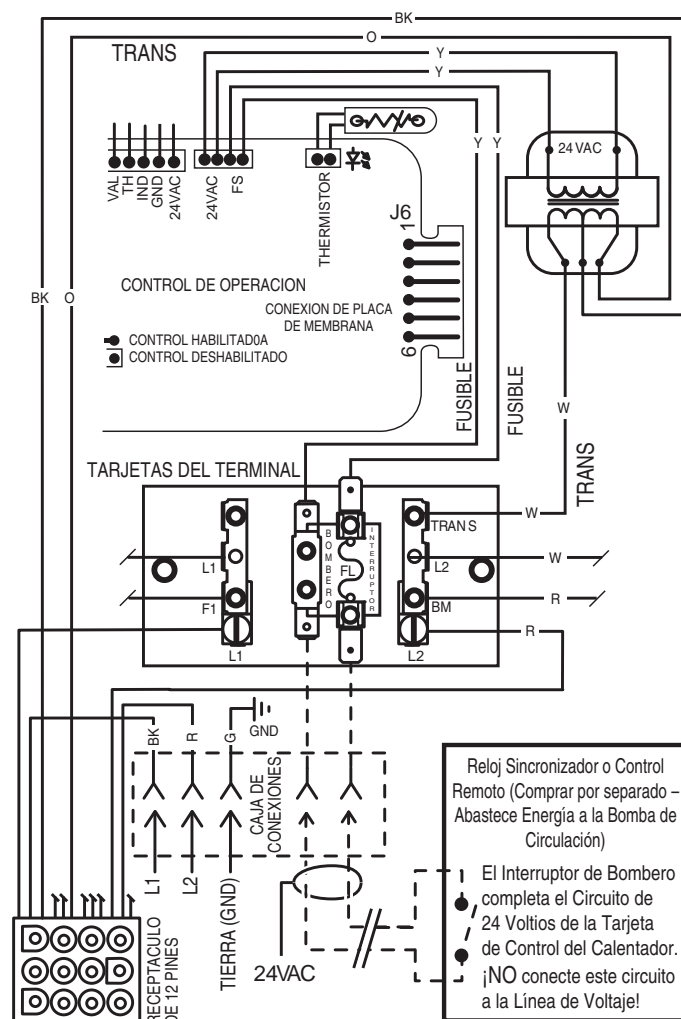 BK
O
TRANS
Y
Y
Y
Y
24 VAC
VAL
TH
IND
GND
24VAC
24VAC
FS
THERMISTOR
J6
1
CONTROL DE OPERACION
CONEXION DE PLACA
DE MEMBRANA
BK
O
CONTROL HABILITAD0A
CONTROL DESHABILITADO
6
FUSIBLE
FUSIBLE
W
TRANS
TARJETAS DEL TERMINAL
TRANS
W
BOMBERO
INTERRUPTOR
L1
FL
L2
W
F1
BM
R
L1
L2
R
BK
R
G
GND
CAJA DE
CONEXIONES
L1
L2
TIERRA (GND)
24VAC
RECEPTACULO
DE 12 PINES
Reloj Sincronizador o Control
Remoto (Comprar por separado –
Abastece Energía a la Bomba de
Circulación)
El Interruptor de Bombero
completa el Circuito de
24 Voltios de la Tarjeta
de Control del Calentador.
¡NO conecte este circuito
a la Línea de Voltaje!